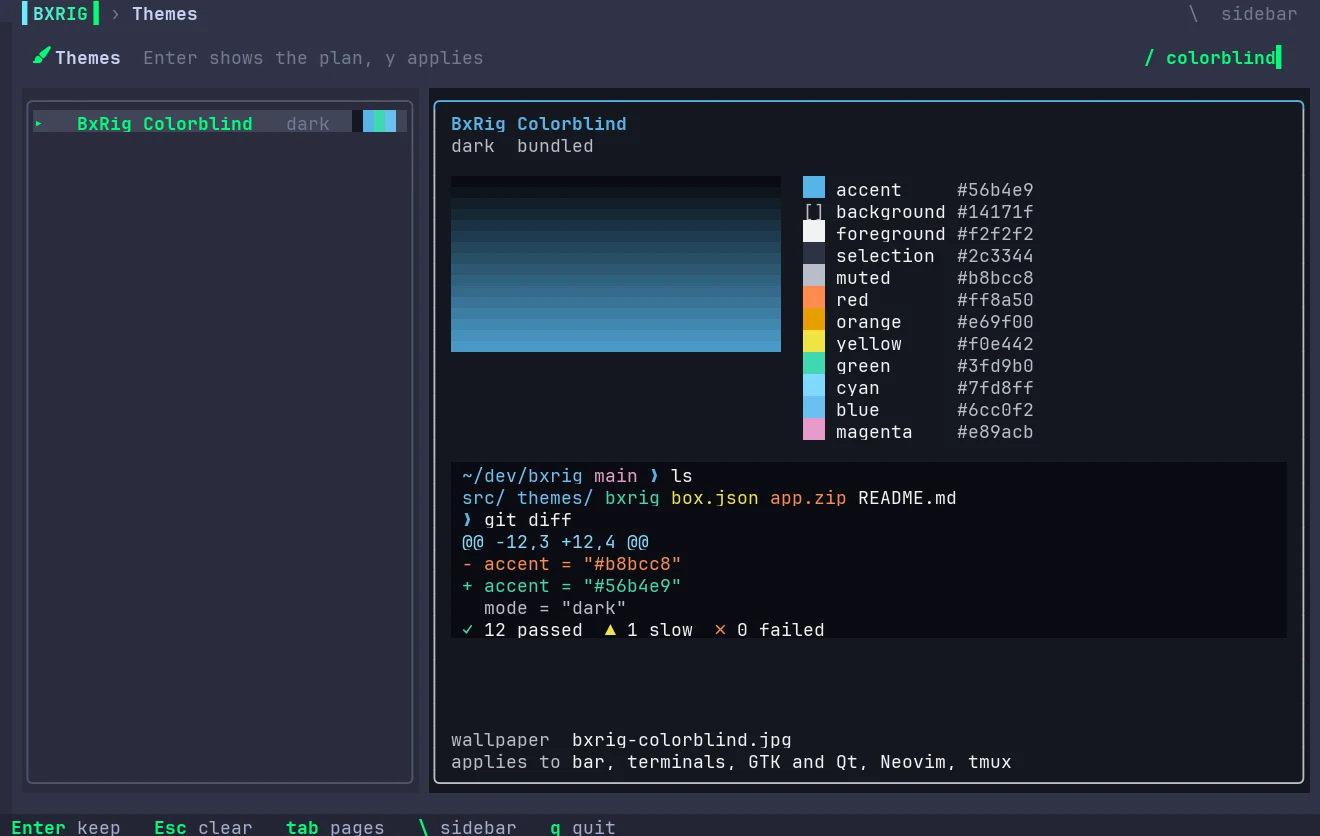 BXRIG › Themes \ sidebar
Themes Enter shows the plan, y applies / colorblind
▸ BxRig Colorblind dark
BxRig Colorblind
dark bundled
accent #56b4e9
[] background #14171f
foreground #f2f2f2
selection #2c3344
muted #b8bcc8
red #ff8a50
orange #e69f00
yellow #f0e442
green #3fd9b0
cyan #7fd8ff
blue #6cc0f2
magenta #e89acb
~/dev/bxrig main ❯ ls
src/ themes/ bxrig box.json app.zip README.md
❯ git diff
@@ -12,3 +12,4 @@
- accent = "#b8bcc8"
+ accent = "#56b4e9"
mode = "dark"
✓ 12 passed ▲ 1 slow ✕ 0 failed
wallpaper bxrig-colorblind.jpg
applies to bar, terminals, GTK and Qt, Neovim, tmux
Enter keep Esc clear tab pages \ sidebar q quit